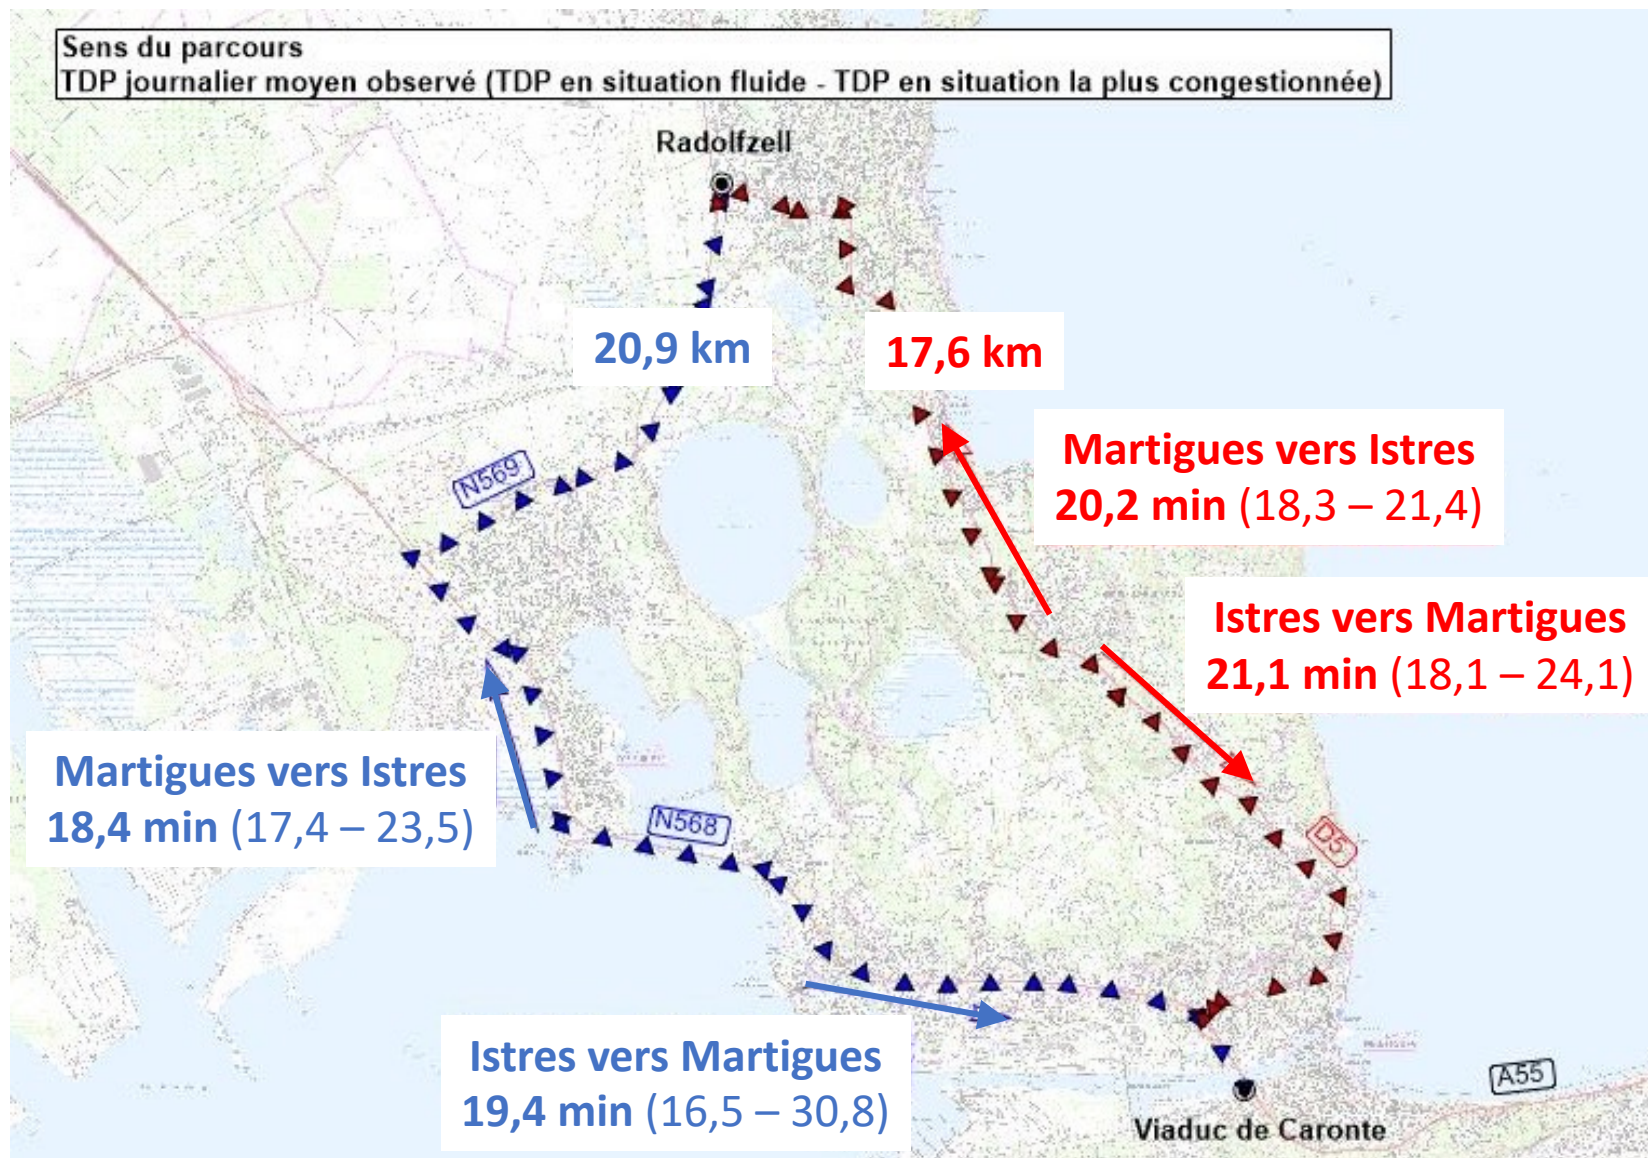 Sens du parcours
TDP journalier moyen observé (TDP en situation fluide - TDP en situation la plus congestionnée)
Radolfzell
20,9 km
17,6 km
Martigues vers Istres
20,2 min (18,3 – 21,4)
N569
Istres vers Martigues
21,1 min (18,1 – 24,1)
Martigues vers Istres
18,4 min (17,4 – 23,5)
N568
D5
Istres vers Martigues
19,4 min (16,5 – 30,8)
A55
Viaduc de Caronte